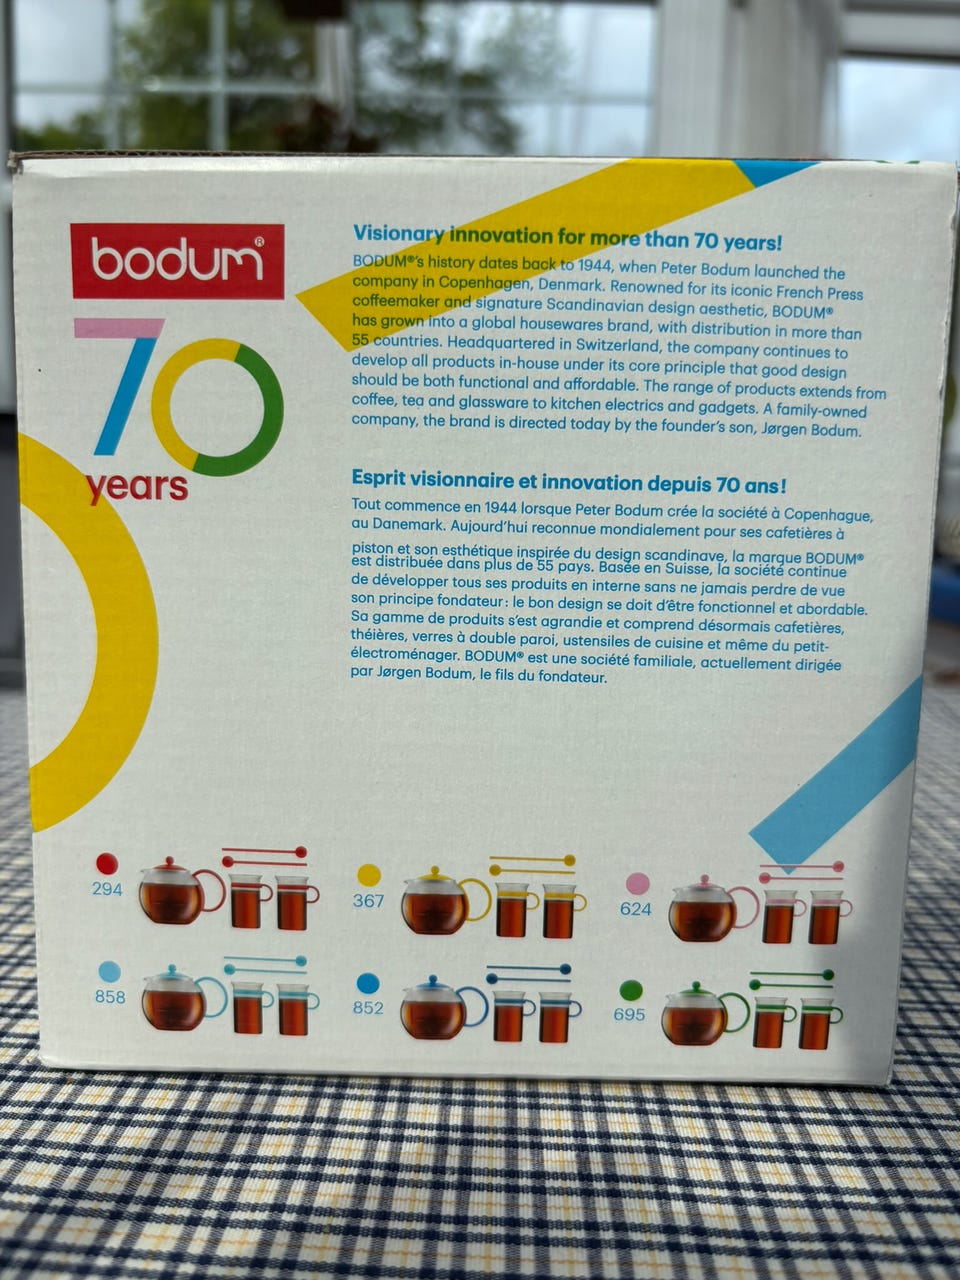 bodum®
70
years
Visionary innovation for more than 70 years!
BODUM®'s history dates back to 1944, when Peter Bodum launched the
company in Copenhagen, Denmark. Renowned for its iconic French Press
coffeemaker and signature Scandinavian design aesthetic, BODUM®
has grown into a global housewares brand, with distribution in more than
55 countries. Headquartered in Switzerland, the company continues to
develop all products in-house under its core principle that good design
should be both functional and affordable. The range of products extends from
coffee, tea and glassware to kitchen electrics and gadgets. A family-owned
company, the brand is directed today by the founder's son, Jørgen Bodum.
Esprit visionnaire et innovation depuis 70 ans!
Tout commence en 1944 lorsque Peter Bodum crée la société à Copenhague,
au Danemark. Aujourd'hui reconnue mondialement pour ses cafetières à
piston et son esthétique inspirée du design scandinave, la marque BODUM®
est distribuée dans plus de 55 pays. Basée en Suisse, la société continue
de développer tous ses produits en interne sans ne jamais perdre de vue
son principe fondateur: le bon design se doit d'être fonctionnel et abordable.
Sa gamme de produits s'est agrandie et comprend désormais cafetières,
théières, verres à double paroi, ustensiles de cuisine et même du petit-
électroménager. BODUM® est une société familiale, actuellement dirigée
par Jørgen Bodum, le fils du fondateur.
294
367
624
858
852
695